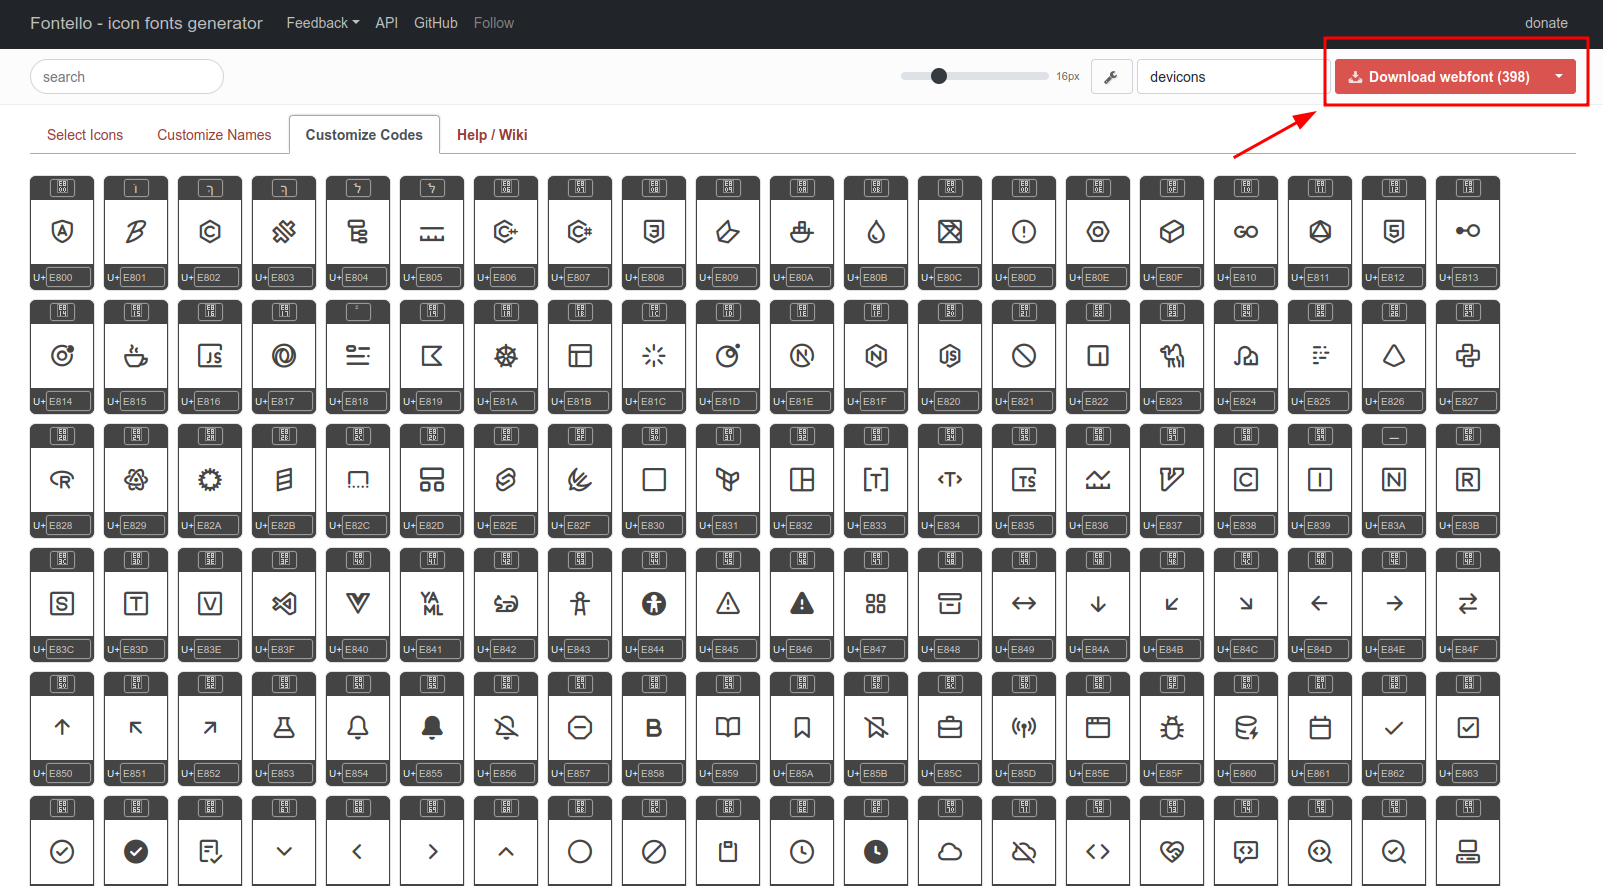 Fontello - icon fonts generator Feedback API GitHub Follow donate
search 16px devicons Download webfont (398)
Select Icons Customize Names Customize Codes Help / Wiki
U+ E800 U+ E801 U+ E802 U+ E803 U+ E804 U+ E805 U+ E806 U+ E807 U+ E808 U+ E809 U+ E80A U+ E80B U+ E80C U+ E80D U+ E80E U+ E80F U+ E810 U+ E811 U+ E812 U+ E813
U+ E814 U+ E815 U+ E816 U+ E817 U+ E818 U+ E819 U+ E81A U+ E81B U+ E81C U+ E81D U+ E81E U+ E81F U+ E820 U+ E821 U+ E822 U+ E823 U+ E824 U+ E825 U+ E826 U+ E827
U+ E828 U+ E829 U+ E82A U+ E82B U+ E82C U+ E82D U+ E82E U+ E82F U+ E830 U+ E831 U+ E832 U+ E833 U+ E834 U+ E835 U+ E836 U+ E837 U+ E838 U+ E839 U+ E83A U+ E83B
U+ E83C U+ E83D U+ E83E U+ E83F U+ E840 U+ E841 U+ E842 U+ E843 U+ E844 U+ E845 U+ E846 U+ E847 U+ E848 U+ E849 U+ E84A U+ E84B U+ E84C U+ E84D U+ E84E U+ E84F
U+ E850 U+ E851 U+ E852 U+ E853 U+ E854 U+ E855 U+ E856 U+ E857 U+ E858 U+ E859 U+ E85A U+ E85B U+ E85C U+ E85D U+ E85E U+ E85F U+ E860 U+ E861 U+ E862 U+ E863